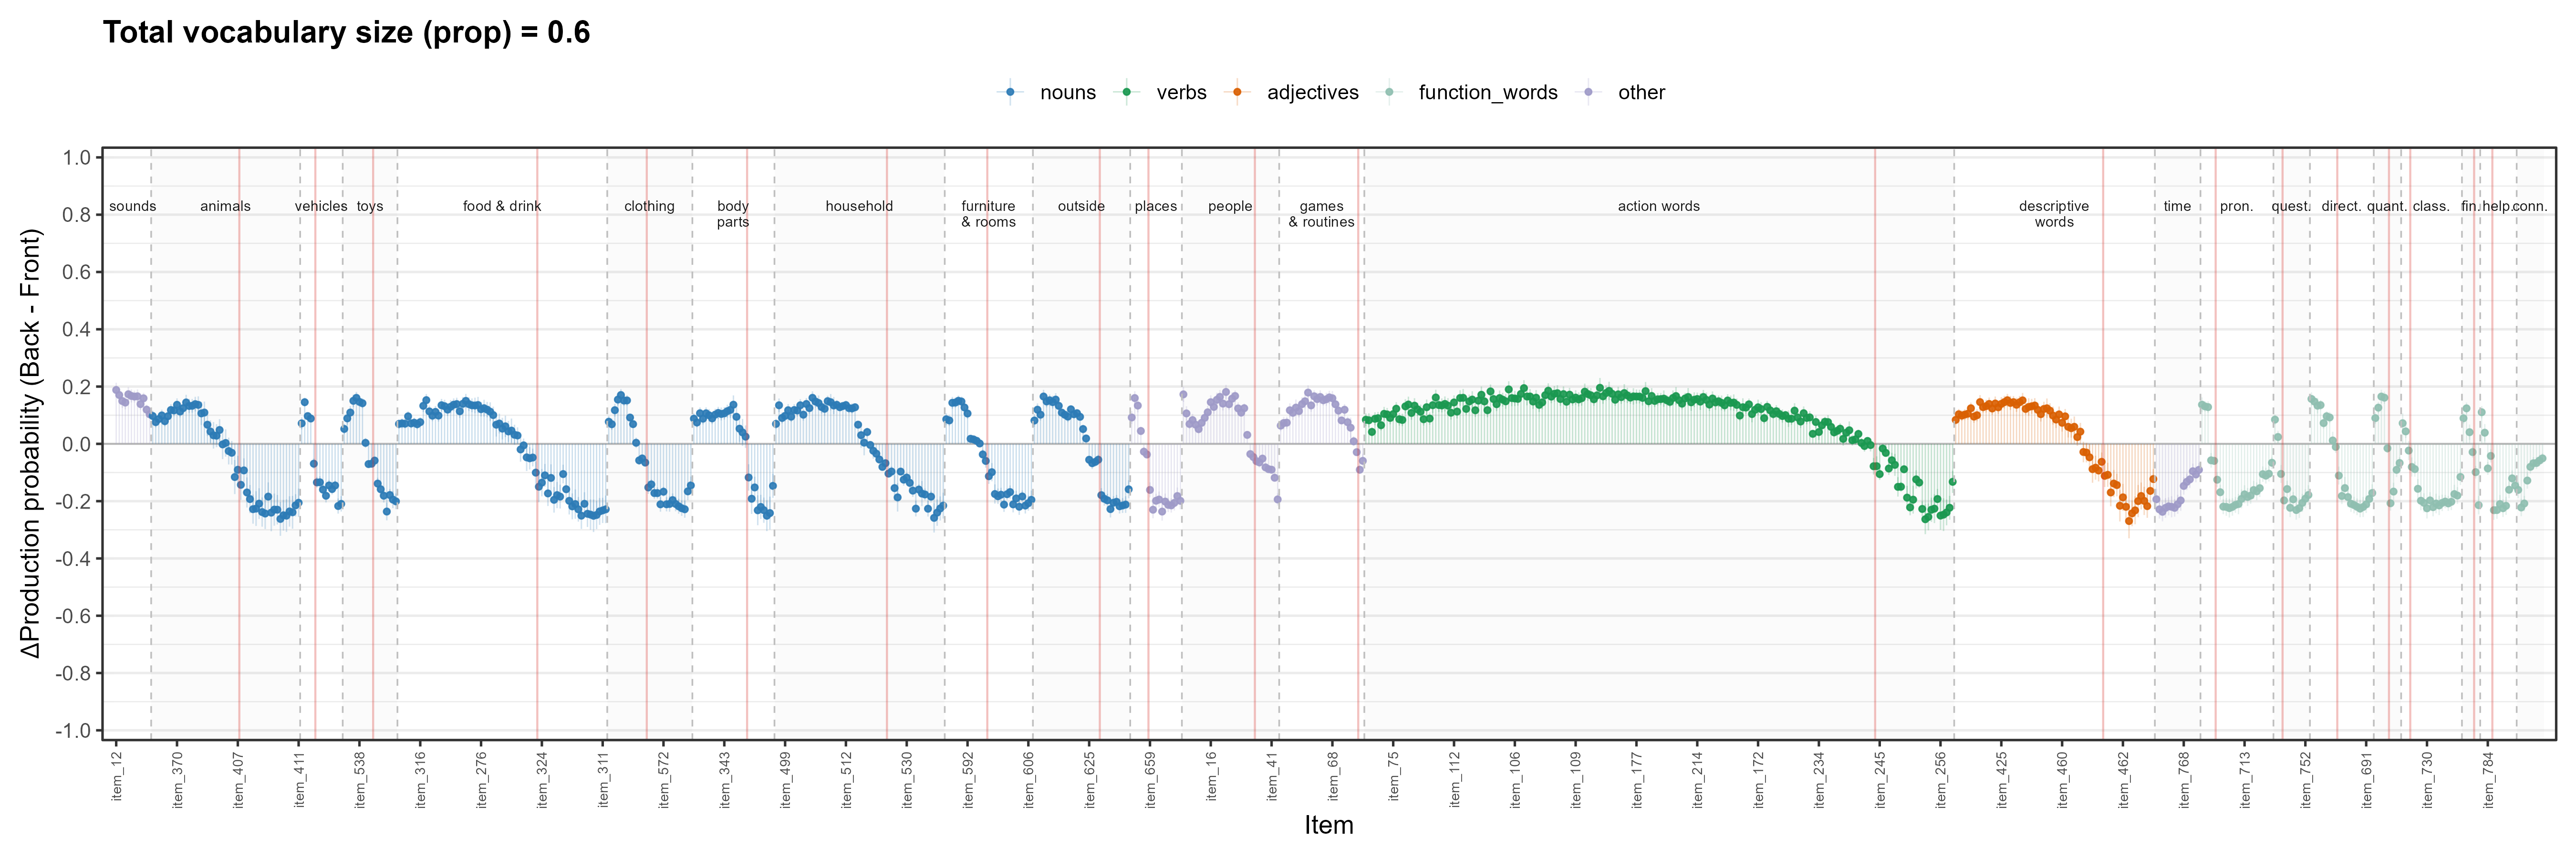 Total vocabulary size (prop) = 0.6
nouns verbs adjectives function_words other
ΔProduction probability (Back - Front)
1.0
0.8
0.6
0.4
0.2
0.0
-0.2
-0.4
-0.6
-0.8
-1.0
sounds animals vehicles toys food & drink clothing body parts household furniture & rooms outside places people games & routines action words descriptive words time pron. quest. direct. quant. class. fin. help. conn.
item_12 item_370 item_407 item_411 item_538 item_316 item_276 item_324 item_311 item_572 item_343 item_499 item_512 item_530 item_592 item_606 item_625 item_658 item_16 item_41 item_68 item_75 item_112 item_106 item_109 item_177 item_214 item_172 item_234 item_245 item_256 item_425 item_460 item_462 item_768 item_713 item_752 item_691 item_730 item_784
Item